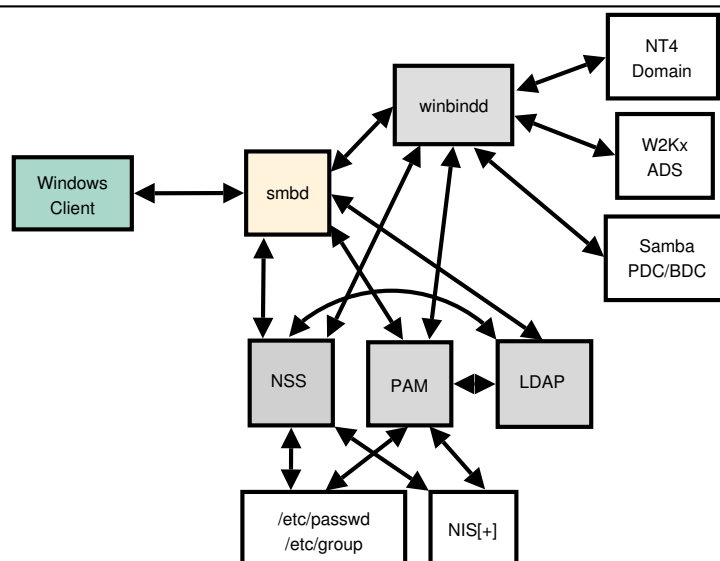 NT4
Domain
winbindd
W2Kx
ADS
Windows
Client
smbd
Samba
PDC/BDC
NSS
PAM
LDAP
/etc/passwd
/etc/group
NIS[+]